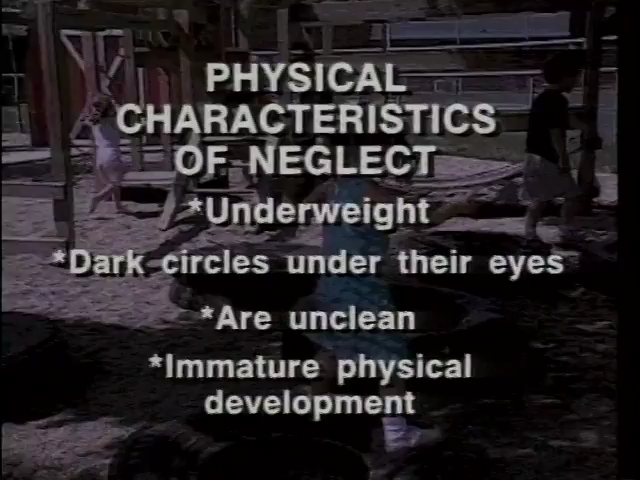 PHYSICAL
CHARACTERISTICS
OF NEGLECT
*Underweight
*Dark circles under their eyes
*Are unclean
*Immature physical
development